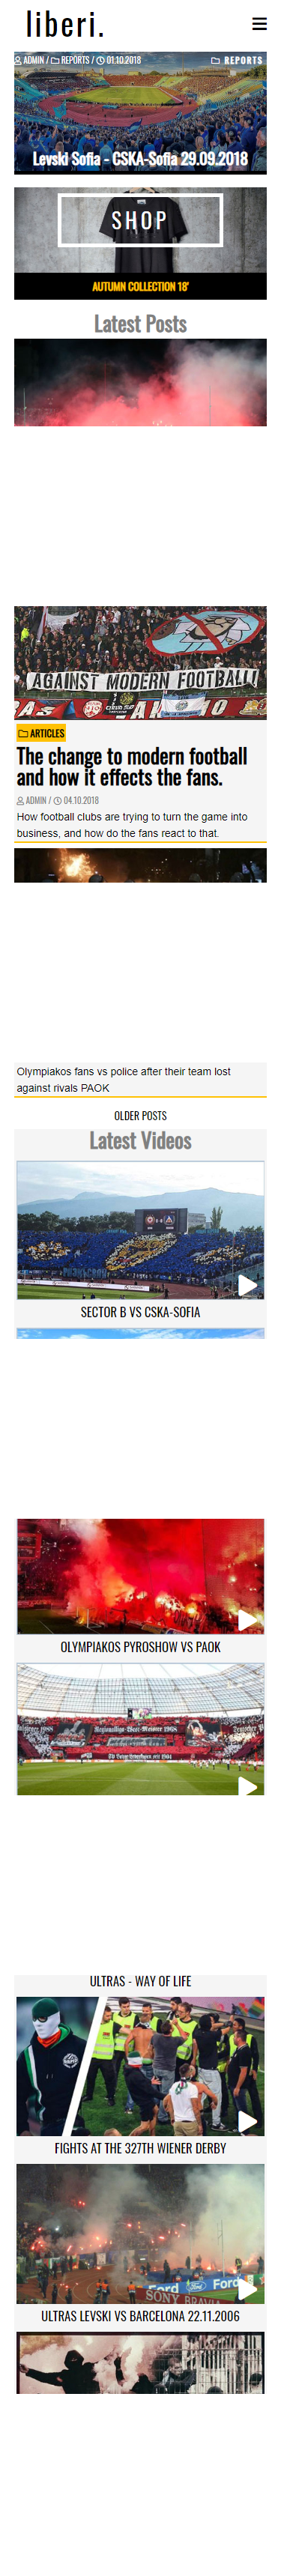 liberi.
ADMIN / REPORTS / 01.10.2018
REPORTS
Levski Sofia - CSKA-Sofia 29.09.2018
SHOP
AUTUMN COLLECTION 18'
Latest Posts
AGAINST MODERN FOOTBALL!
ARTICLES
The change to modern football
and how it effects the fans.
ADMIN / 04.10.2018
How football clubs are trying to turn the game into
business, and how do the fans react to that.
Olympiakos fans vs police after their team lost
against rivals PAOK
OLDER POSTS
Latest Videos
SECTOR B VS CSKA-SOFIA
OLYMPIAKOS PYROSHOW VS PAOK
ULTRAS - WAY OF LIFE
FIGHTS AT THE 327TH WIENER DERBY
Ford
Ford
SONY
ULTRAS LEVSKI VS BARCELONA 22.11.2006